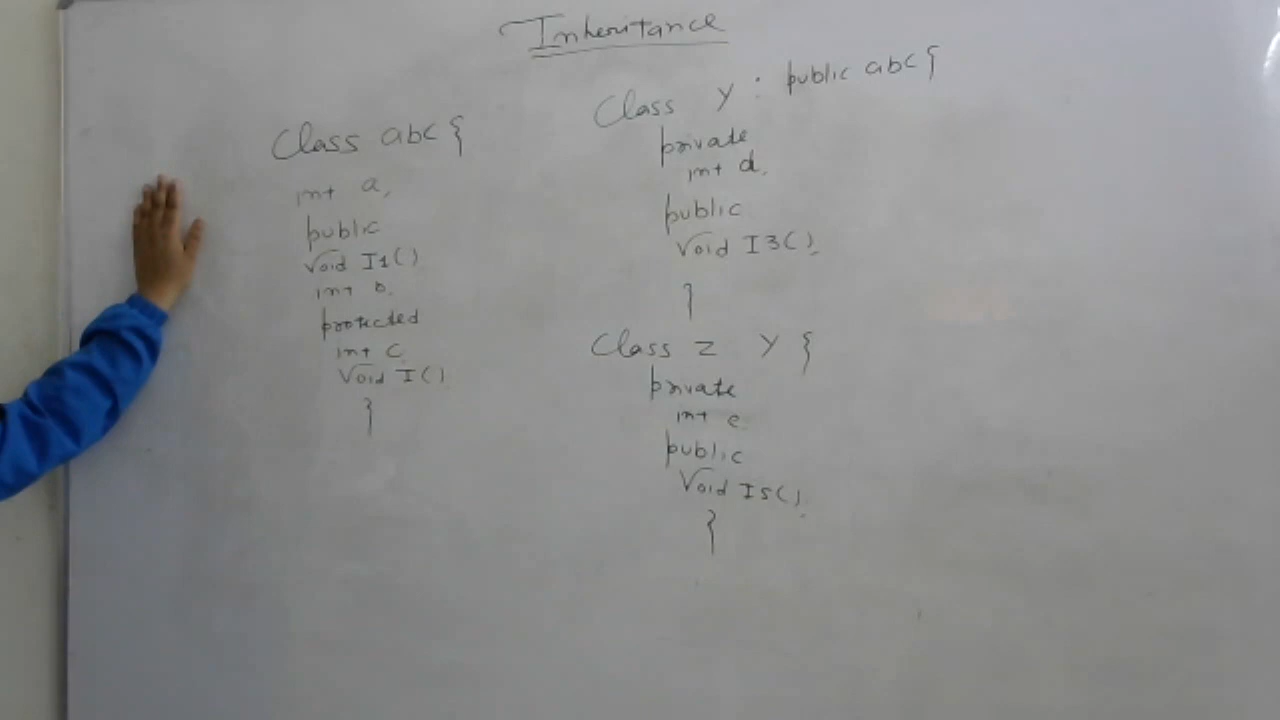 Inheritance
Class abc {
int a,
public
Void I1()
int b.
protected
int c
Void I()
}
Class Y : public abc {
private
int d,
public
Void I3().
}
Class Z Y {
private
int e
public
Void I5().
}